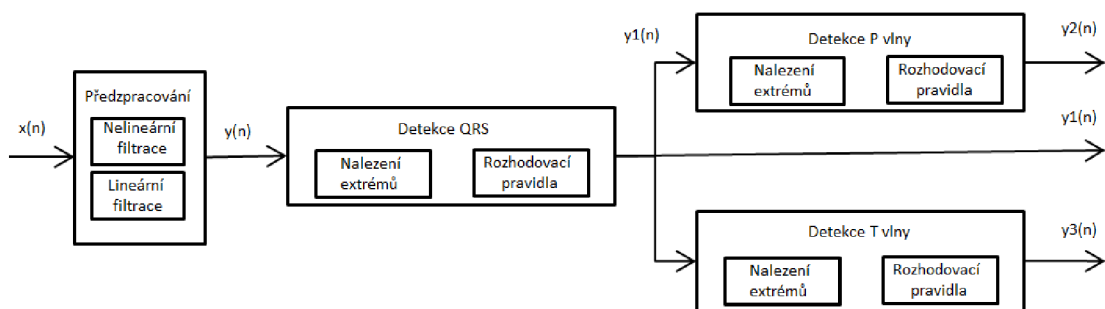 x(n)
Předzpracování
Nelineární
filtrace
Lineární
filtrace
y(n)
Detekce QRS
Nalezení
extrémů
Rozhodovací
pravidla
y1(n)
Detekce P vlny
Nalezení
extrémů
Rozhodovací
pravidla
y2(n)
y1(n)
Detekce T vlny
Nalezení
extrémů
Rozhodovací
pravidla
y3(n)